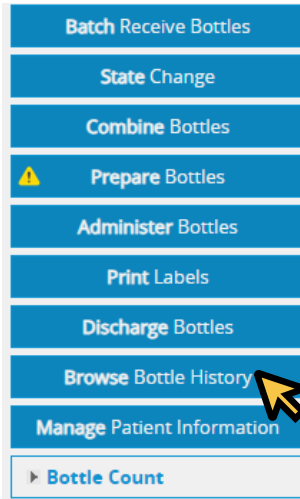 Batch Receive Bottles
State Change
Combine Bottles
Prepare Bottles
Administer Bottles
Print Labels
Discharge Bottles
Browse Bottle History
Manage Patient Information
Bottle Count